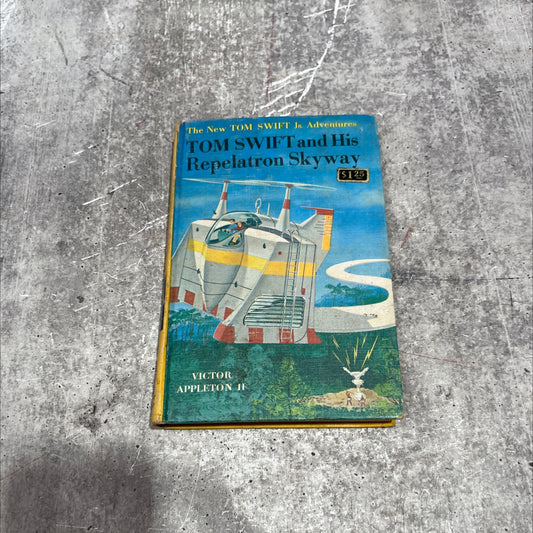 The New TOM SWIFT Jr. Adventures
TOM SWIFT and His
Repelatron Skyway
$1.25
VICTOR
APPLETON II